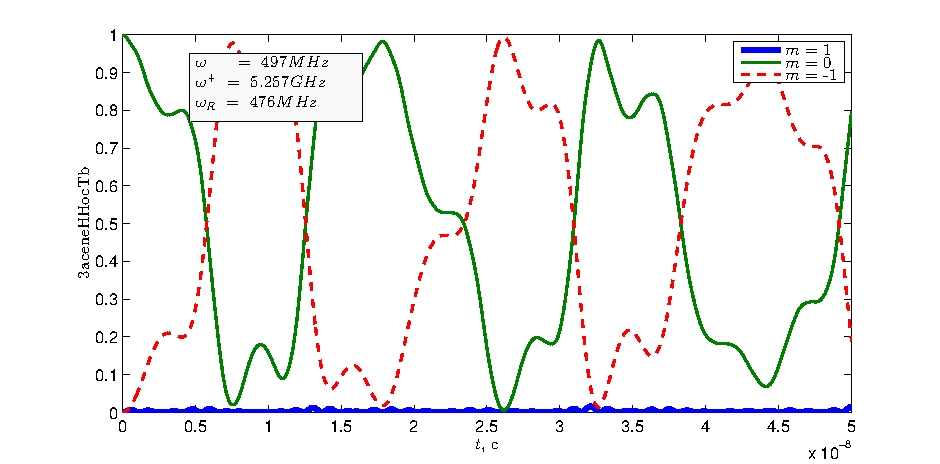 1
0.9
0.8
0.7
0.6
0.5
0.4
0.3
0.2
0.1
0
3aceneHHocTb
ω = 497MHz
ω⁺ = 5.257GHz
ω_R = 476MHz
m = 1
m = 0
m = -1
0 0.5 1 1.5 2 2.5 3 3.5 4 4.5 5
t, c
x 10⁻⁸